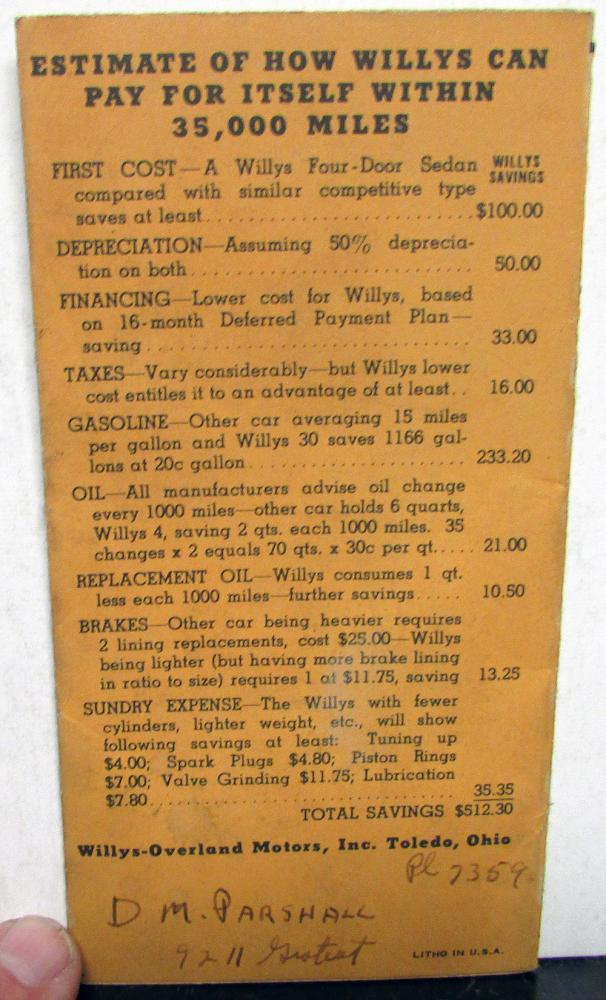 ESTIMATE OF HOW WILLYS CAN
PAY FOR ITSELF WITHIN
35,000 MILES
WILLYS
SAVINGS
FIRST COST—A Willys Four-Door Sedan
compared with similar competitive type
saves at least........................$100.00
DEPRECIATION—Assuming 50% deprecia-
tion on both......................... 50.00
FINANCING—Lower cost for Willys, based
on 16-month Deferred Payment Plan—
saving............................. 33.00
TAXES—Vary considerably—but Willys lower
cost entitles it to an advantage of at least.. 16.00
GASOLINE—Other car averaging 15 miles
per gallon and Willys 30 saves 1166 gal-
lons at 20c gallon.................... 233.20
OIL—All manufacturers advise oil change
every 1000 miles—other car holds 6 quarts,
Willys 4, saving 2 qts. each 1000 miles. 35
changes x 2 equals 70 qts. x 30c per qt..... 21.00
REPLACEMENT OIL—Willys consumes 1 qt.
less each 1000 miles—further savings..... 10.50
BRAKES—Other car being heavier requires
2 lining replacements, cost $25.00—Willys
being lighter (but having more brake lining
in ratio to size) requires 1 at $11.75, saving 13.25
SUNDRY EXPENSE—The Willys with fewer
cylinders, lighter weight, etc., will show
following savings at least: Tuning up
$4.00; Spark Plugs $4.80; Piston Rings
$7.00; Valve Grinding $11.75; Lubrication
$7.80............................. 35.35
TOTAL SAVINGS $512.30
Willys-Overland Motors, Inc. Toledo, Ohio
Pl 7359
D M. PARSHALL
9211
LITHO IN U.S.A.